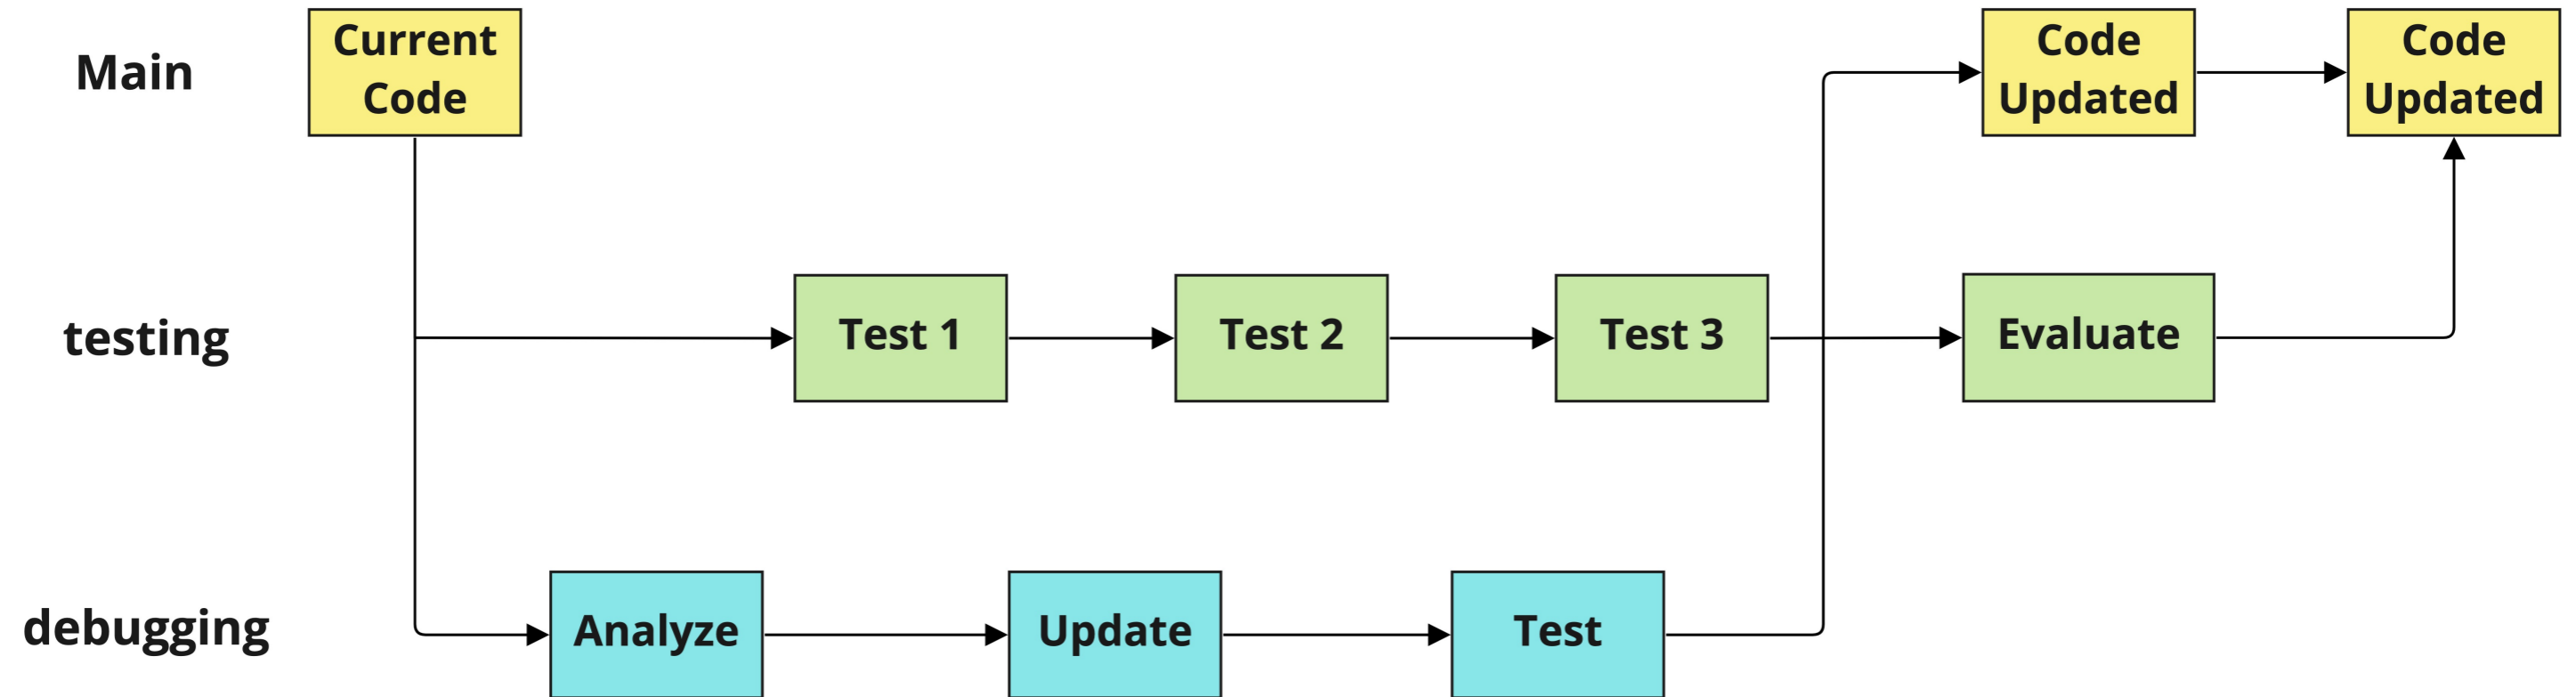 Main
Current
Code
Code
Updated
Code
Updated
testing
Test 1
Test 2
Test 3
Evaluate
debugging
Analyze
Update
Test